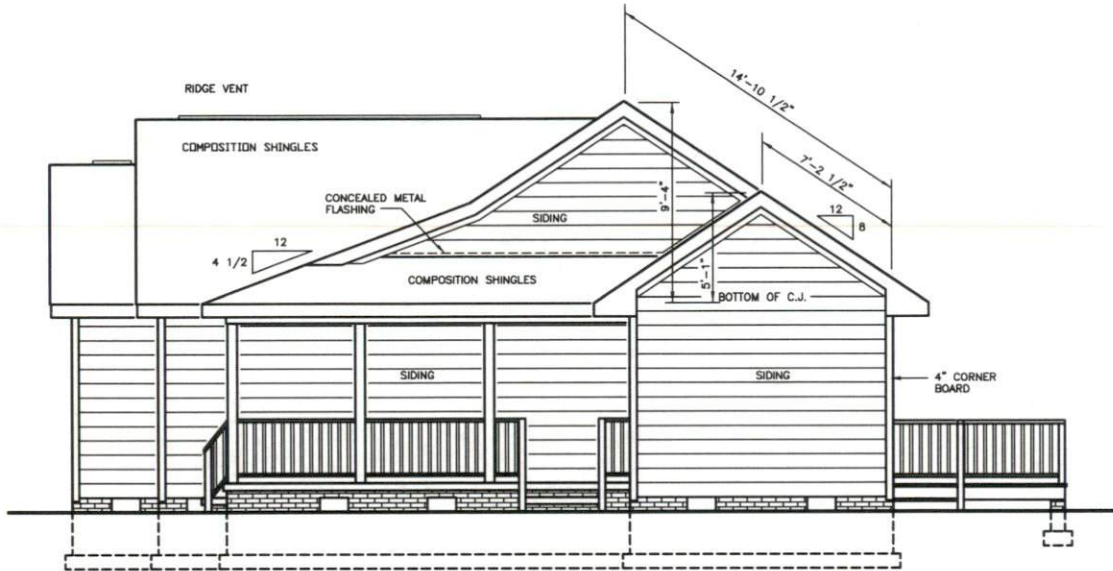 14'-10 1/2"
RIDGE VENT
COMPOSITION SHINGLES
7'-2 1/2"
CONCEALED METAL
FLASHING
9'-4"
SIDING
12
8
12
4 1/2
COMPOSITION SHINGLES
5'-1"
BOTTOM OF C.J.
SIDING
SIDING
4" CORNER
BOARD